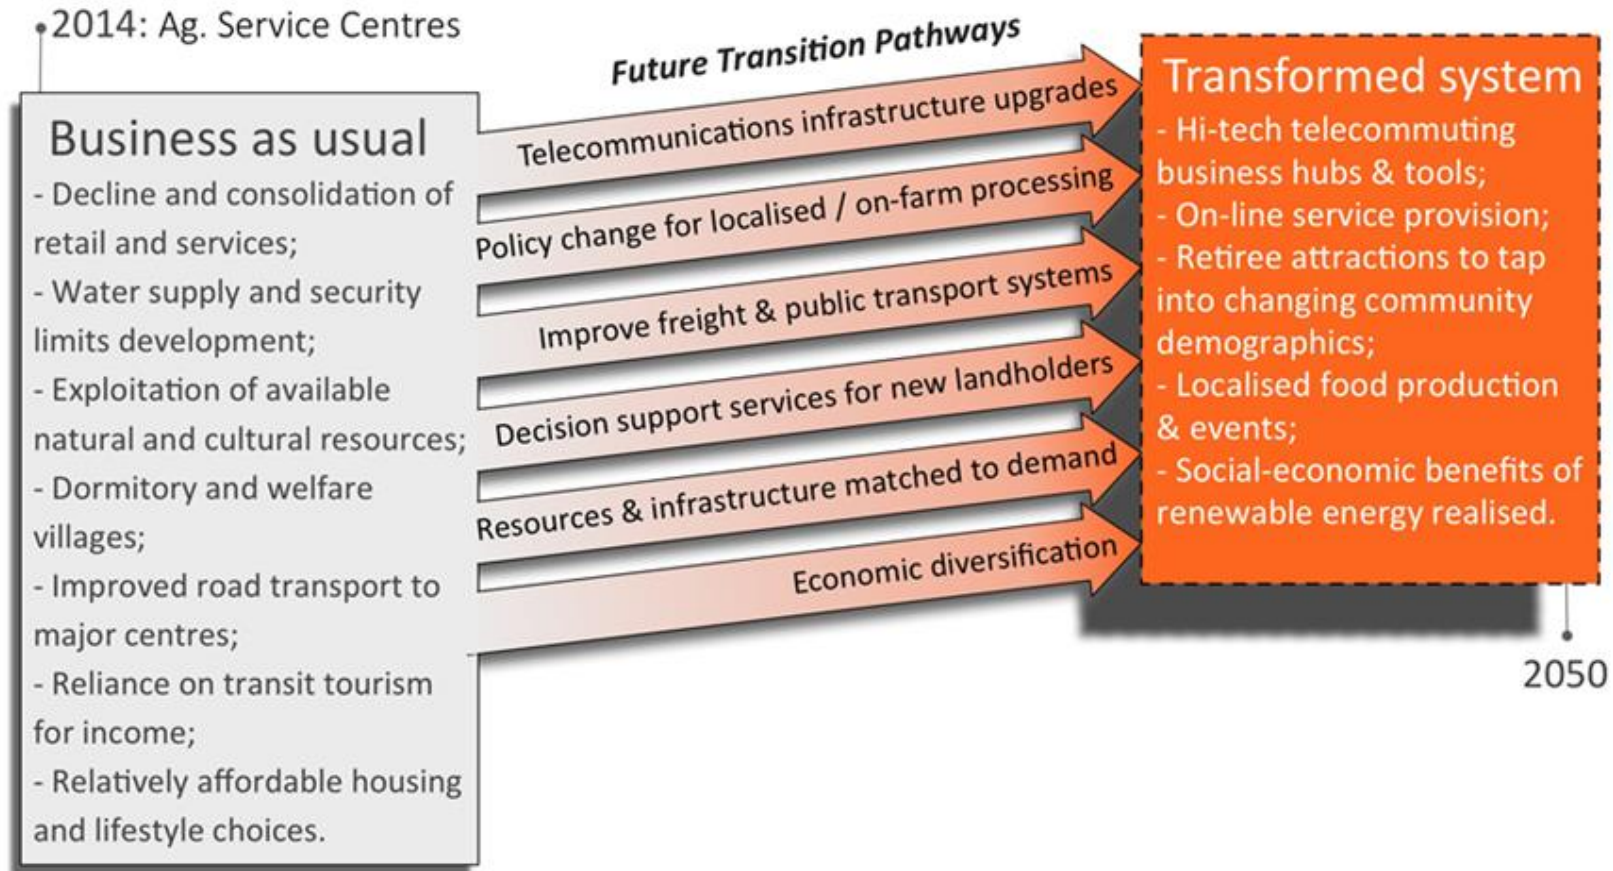 2014: Ag. Service Centres
Business as usual
- Decline and consolidation of
retail and services;
- Water supply and security
limits development;
- Exploitation of available
natural and cultural resources;
- Dormitory and welfare
villages;
- Improved road transport to
major centres;
- Reliance on transit tourism
for income;
- Relatively affordable housing
and lifestyle choices.
Future Transition Pathways
Telecommunications infrastructure upgrades
Policy change for localised / on-farm processing
Improve freight & public transport systems
Decision support services for new landholders
Resources & infrastructure matched to demand
Economic diversification
Transformed system
- Hi-tech telecommuting
business hubs & tools;
- On-line service provision;
- Retiree attractions to tap
into changing community
demographics;
- Localised food production
& events;
- Social-economic benefits of
renewable energy realised.
2050